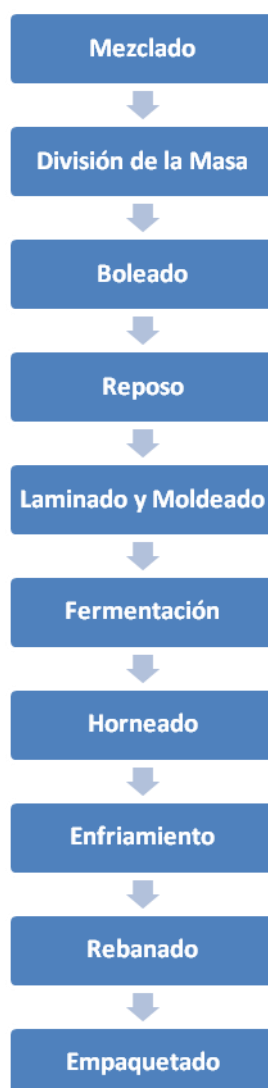 Mezclado
División de la Masa
Boleado
Reposo
Laminado y Moldeado
Fermentación
Horneado
Enfriamiento
Rebanado
Empaquetado